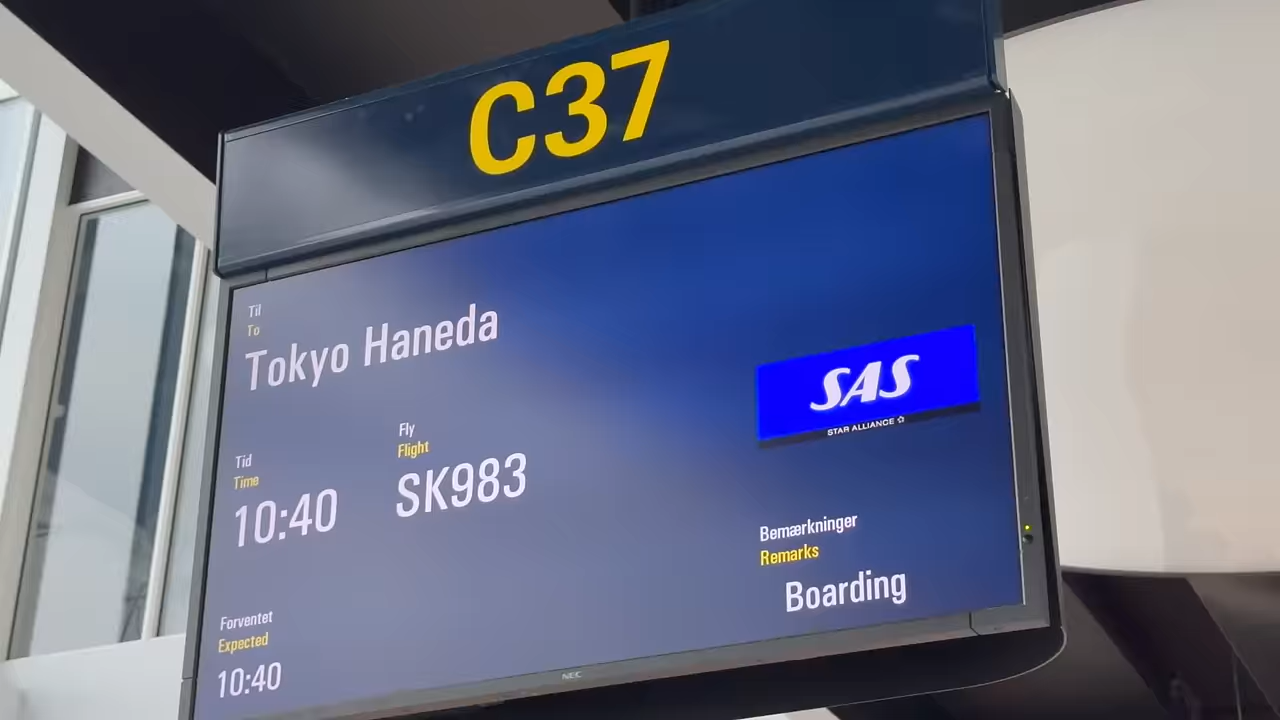 C37
Til
To
Tokyo Haneda
SAS
STAR ALLIANCE
Tid
Time
10:40
Fly
Flight
SK983
Bemærkninger
Remarks
Boarding
Forventet
Expected
10:40
NEC